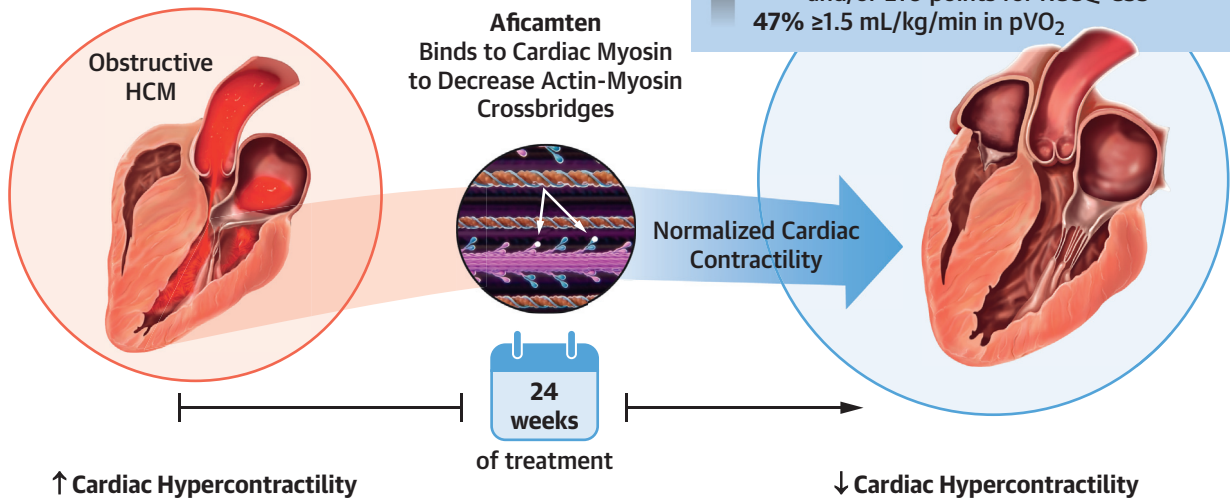 47% ≥1.5 mL/kg/min in pVO₂
Obstructive
HCM
Aficamten
Binds to Cardiac Myosin
to Decrease Actin-Myosin
Crossbridges
Normalized Cardiac
Contractility
24
weeks
of treatment
↑ Cardiac Hypercontractility
↓ Cardiac Hypercontractility